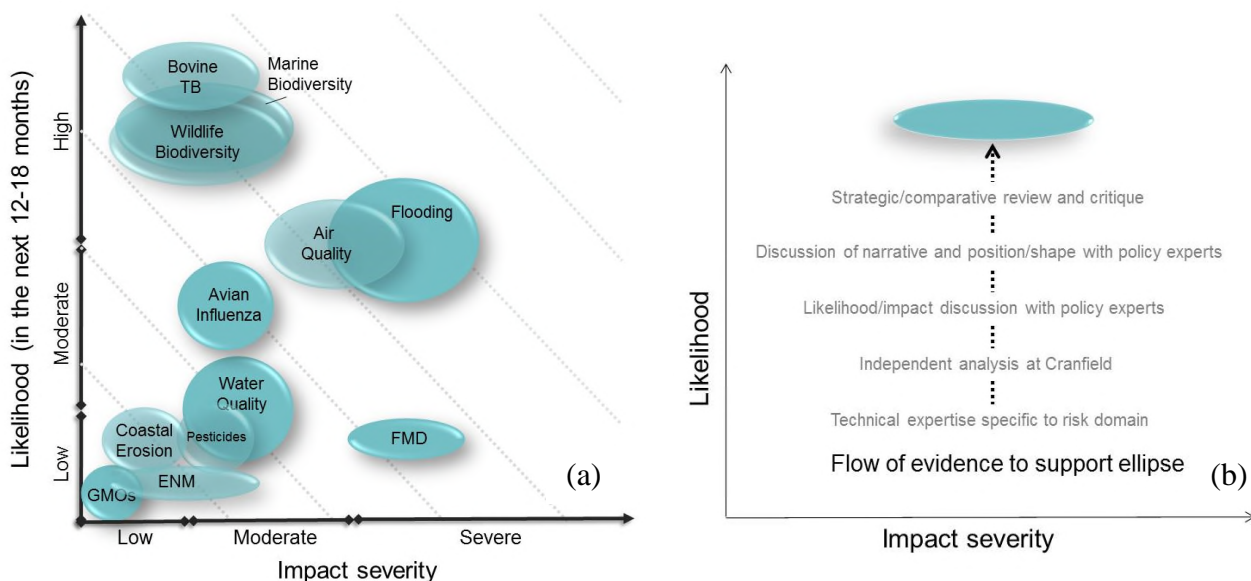 Likelihood (in the next 12-18 months)
High
Moderate
Low
Bovine
TB
Marine
Biodiversity
Wildlife
Biodiversity
Flooding
Air
Quality
Avian
Influenza
Water
Quality
Coastal
Erosion
Pesticides
FMD
ENM
GMOs
(a)
Low
Moderate
Severe
Impact severity
Likelihood
Strategic/comparative review and critique
Discussion of narrative and position/shape with policy experts
Likelihood/impact discussion with policy experts
Independent analysis at Cranfield
Technical expertise specific to risk domain
Flow of evidence to support ellipse
(b)
Impact severity